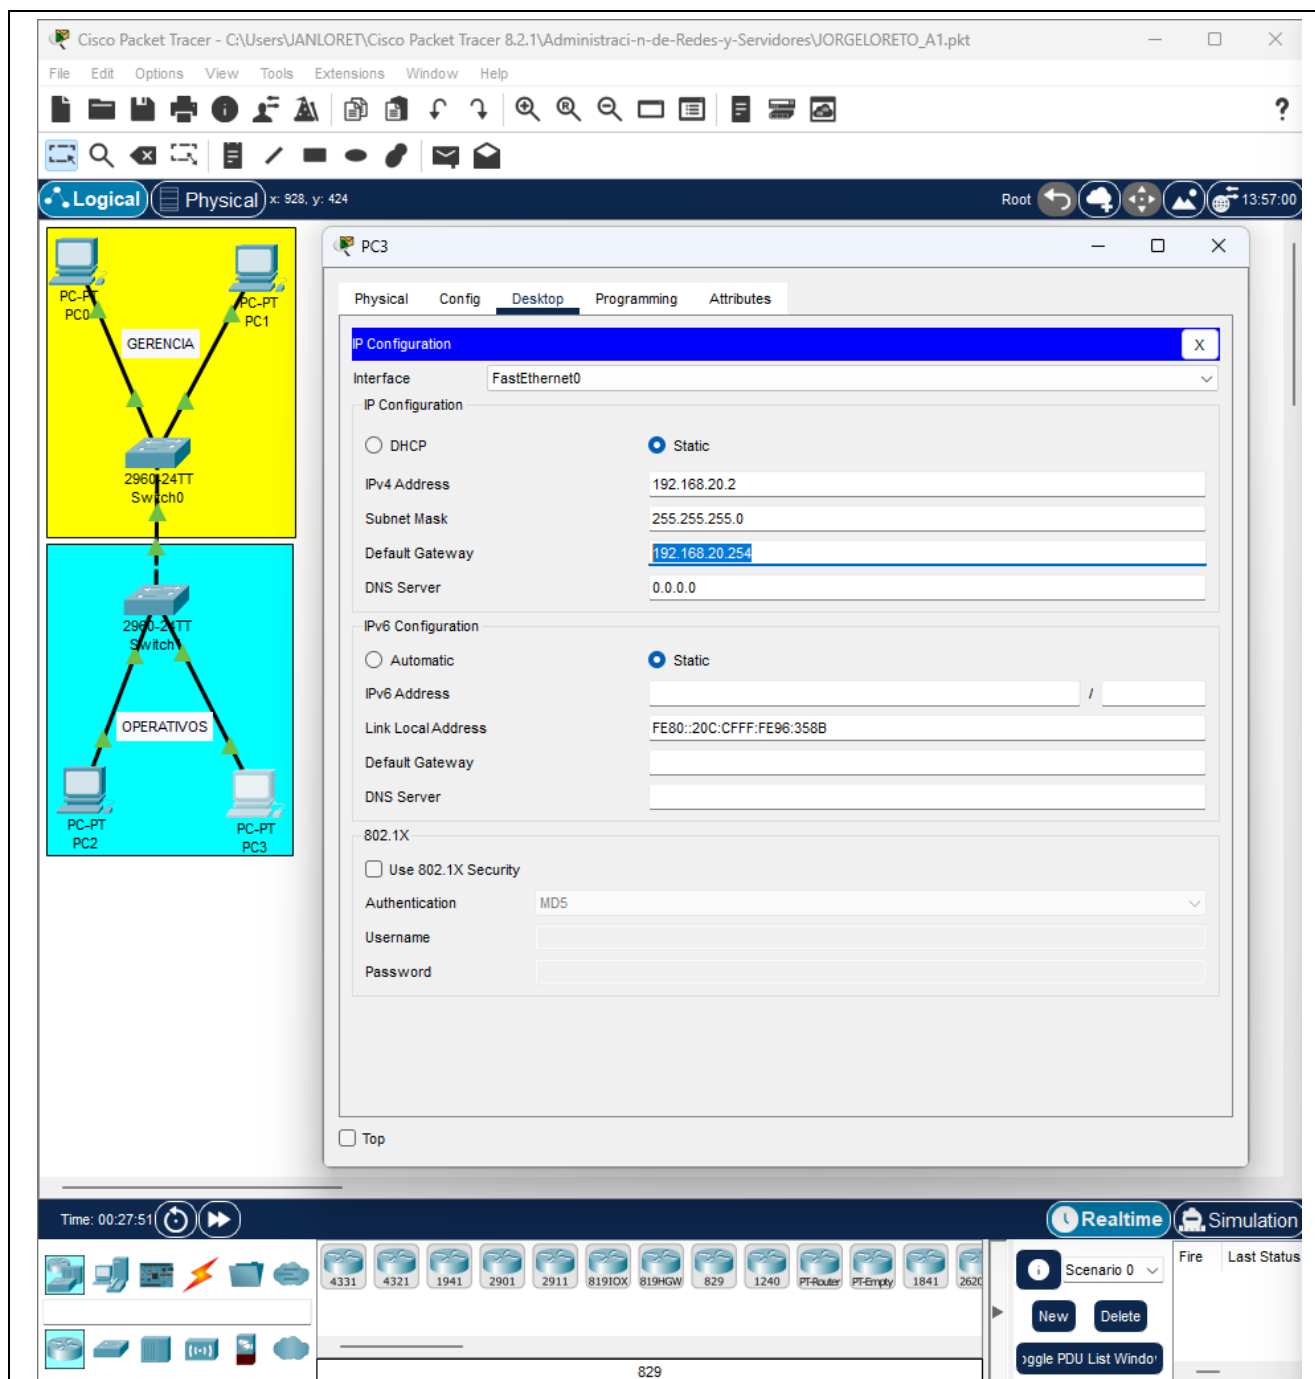 Cisco Packet Tracer - C:\Users\JANLORET\Cisco Packet Tracer 8.2.1\Administraci-n-de-Redes-y-Servidores\JORGELORETO_A1.pkt
File Edit Options View Tools Extensions Window Help
Logical Physical x: 928, y: 424 Root 13:57:00
PC-PT
PC0
PC-PT
PC1
GERENCIA
2960-24TT
Switch0
2960-24TT
Switch
OPERATIVOS
PC-PT
PC2
PC-PT
PC3
PC3
Physical Config Desktop Programming Attributes
IP Configuration X
Interface FastEthernet0
IP Configuration
DHCP Static
IPv4 Address 192.168.20.2
Subnet Mask 255.255.255.0
Default Gateway 192.168.20.254
DNS Server 0.0.0.0
IPv6 Configuration
Automatic Static
IPv6 Address /
Link Local Address FE80::20C:CFFF:FE96:358B
Default Gateway
DNS Server
802.1X
Use 802.1X Security
Authentication MD5
Username
Password
Top
Time: 00:27:51 Realtime Simulation
4331 4321 1941 2901 2911 819IOX 819HGW 829 1240 PT-Router PT-Empty 1841 262
829
Scenario 0
New Delete
oggle PDU List Windo
Fire Last Status